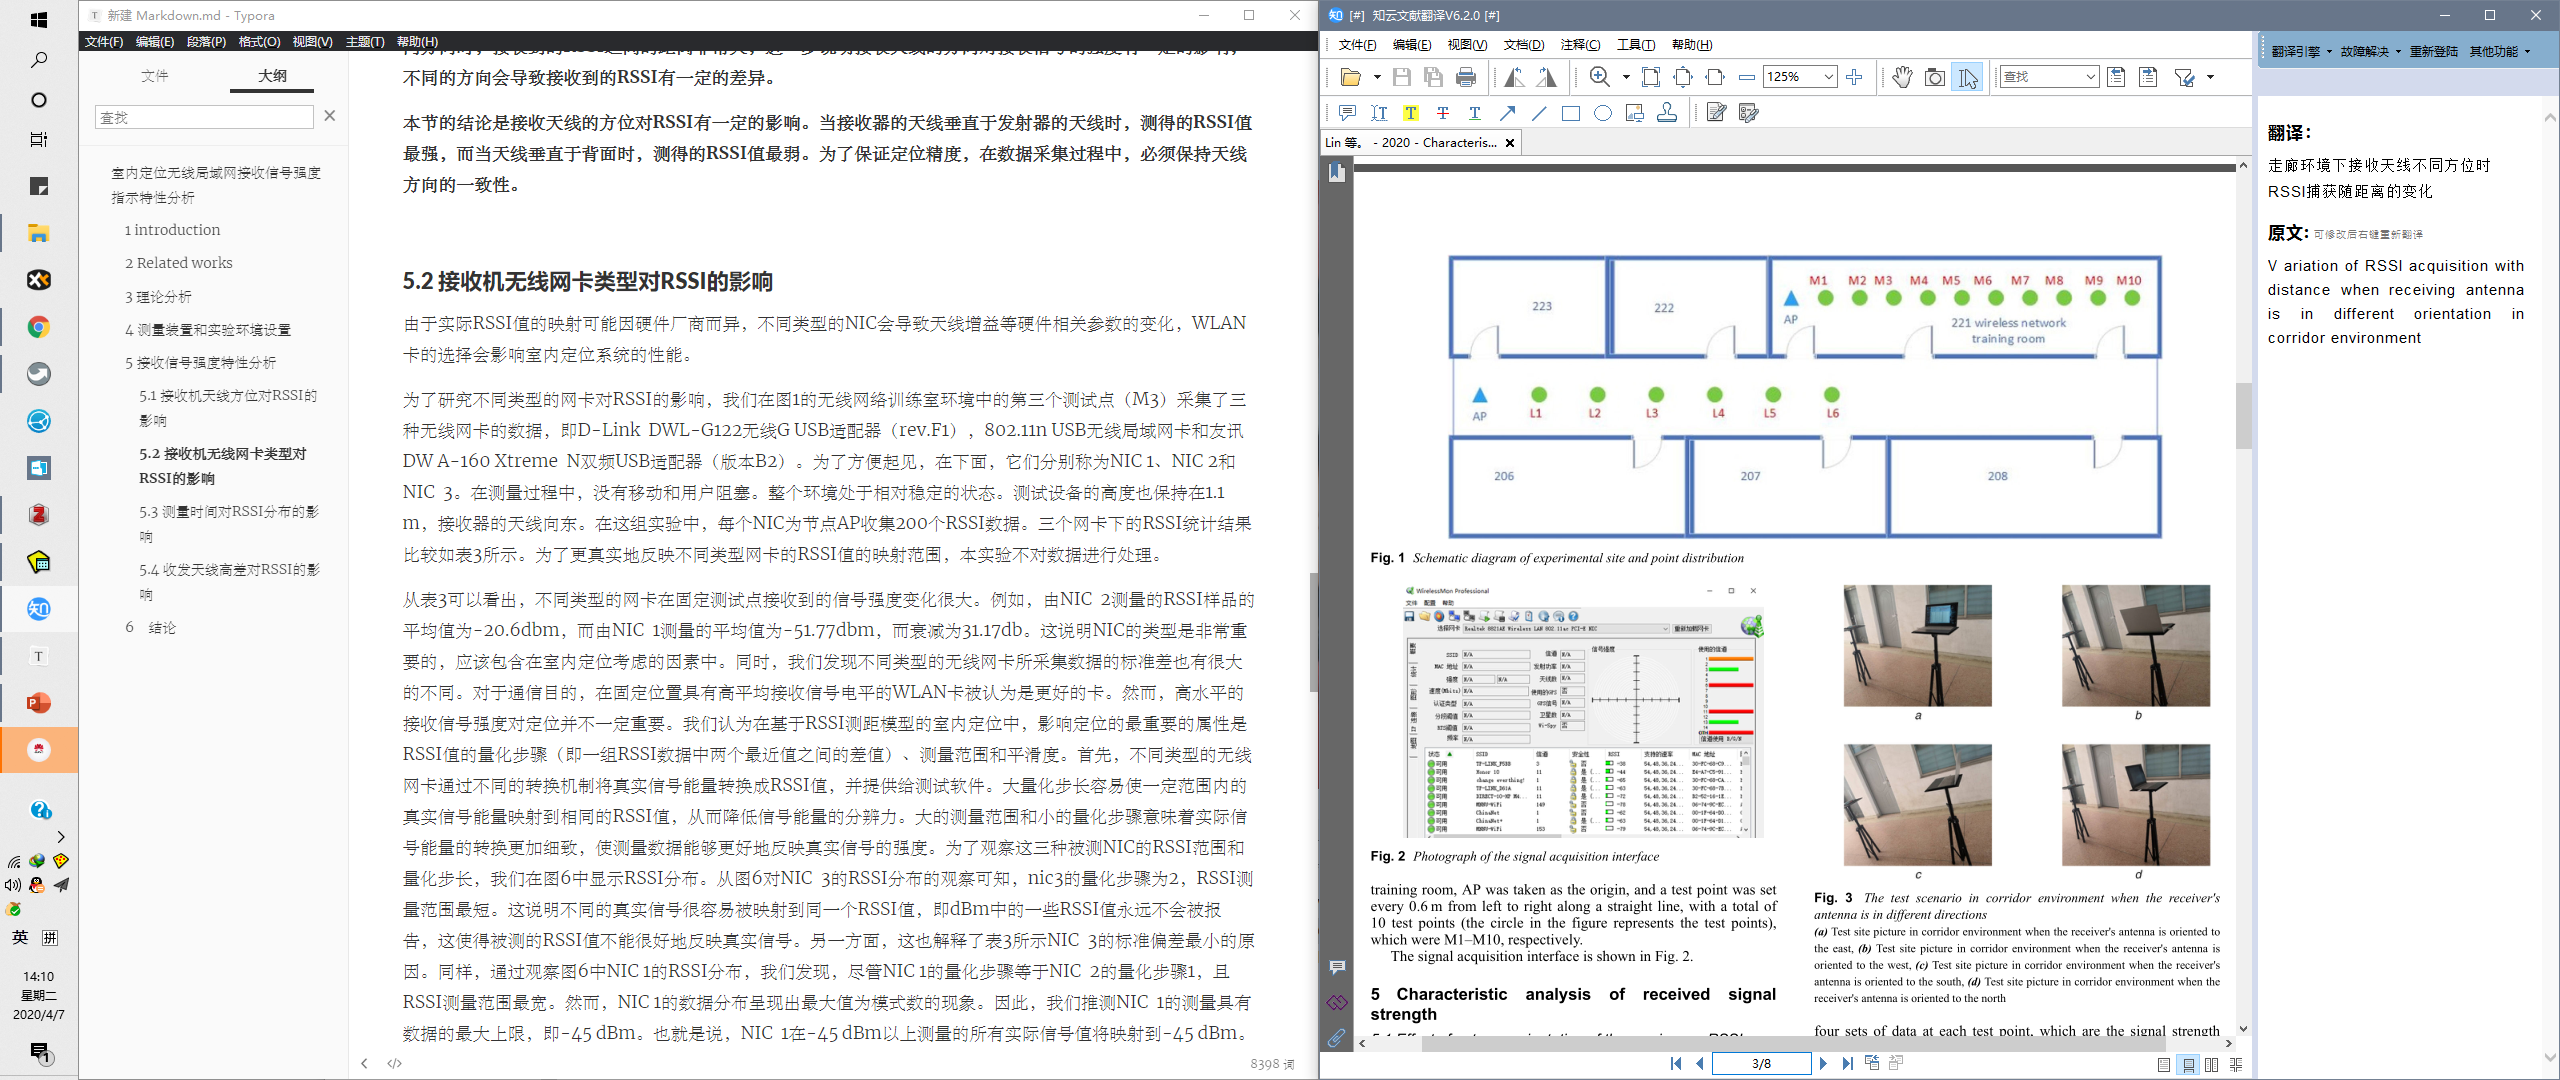 新建 Markdown.md - Typora
文件(F) 编辑(E) 段落(P) 格式(O) 视图(V) 主题(T) 帮助(H)
文件 大纲
查找
室内定位无线局域网接收信号强度
指示特性分析
1 introduction
2 Related works
3 理论分析
4 测量装置和实验环境设置
5 接收信号强度特性分析
5.1 接收机天线方位对RSSI的
影响
5.2 接收机无线网卡类型对
RSSI的影响
5.3 测量时间对RSSI分布的影
响
5.4 收发天线高差对RSSI的影
响
6 结论
不同的方向会导致接收到的RSSI有一定的差异。
本节的结论是接收天线的方位对RSSI有一定的影响。当接收器的天线垂直于发射器的天线时，测得的RSSI值
最强，而当天线垂直于背面时，测得的RSSI值最弱。为了保证定位精度，在数据采集过程中，必须保持天线
方向的一致性。
5.2 接收机无线网卡类型对RSSI的影响
由于实际RSSI值的映射可能因硬件厂商而异，不同类型的NIC会导致天线增益等硬件相关参数的变化，WLAN
卡的选择会影响室内定位系统的性能。
为了研究不同类型的网卡对RSSI的影响，我们在图1的无线网络训练室环境中的第三个测试点（M3）采集了三
种无线网卡的数据，即D-Link DWL-G122无线G USB适配器（rev.F1），802.11n USB无线局域网卡和友讯
DW A-160 Xtreme N双频USB适配器（版本B2）。为了方便起见，在下面，它们分别称为NIC 1、NIC 2和
NIC 3。在测量过程中，没有移动和用户阻塞。整个环境处于相对稳定的状态。测试设备的高度也保持在1.1
m，接收器的天线向东。在这组实验中，每个NIC为节点AP收集200个RSSI数据。三个网卡下的RSSI统计结果
比较如表3所示。为了更真实地反映不同类型网卡的RSSI值的映射范围，本实验不对数据进行处理。
从表3可以看出，不同类型的网卡在固定测试点接收到的信号强度变化很大。例如，由NIC 2测量的RSSI样品的
平均值为-20.6dbm，而由NIC 1测量的平均值为-51.77dbm，而衰减为31.17db。这说明NIC的类型是非常重
要的，应该包含在室内定位考虑的因素中。同时，我们发现不同类型的无线网卡所采集数据的标准差也有很大
的不同。对于通信目的，在固定位置具有高平均接收信号电平的WLAN卡被认为是更好的卡。然而，高水平的
接收信号强度对定位并不一定重要。我们认为在基于RSSI测距模型的室内定位中，影响定位的最重要的属性是
RSSI值的量化步骤（即一组RSSI数据中两个最近值之间的差值）、测量范围和平滑度。首先，不同类型的无线
网卡通过不同的转换机制将真实信号能量转换成RSSI值，并提供给测试软件。大量化步长容易使一定范围内的
真实信号能量映射到相同的RSSI值，从而降低信号能量的分辨力。大的测量范围和小的量化步骤意味着实际信
号能量的转换更加细致，使测量数据能够更好地反映真实信号的强度。为了观察这三种被测NIC的RSSI范围和
量化步长，我们在图6中显示RSSI分布。从图6对NIC 3的RSSI分布的观察可知，nic3的量化步骤为2，RSSI测
量范围最短。这说明不同的真实信号很容易被映射到同一个RSSI值，即dBm中的一些RSSI值永远不会被报
告，这使得被测的RSSI值不能很好地反映真实信号。另一方面，这也解释了表3所示NIC 3的标准偏差最小的原
因。同样，通过观察图6中NIC 1的RSSI分布，我们发现，尽管NIC 1的量化步骤等于NIC 2的量化步骤1，且
RSSI测量范围最宽。然而，NIC 1的数据分布呈现出最大值为模式数的现象。因此，我们推测NIC 1的测量具有
数据的最大上限，即-45 dBm。也就是说，NIC 1在-45 dBm以上测量的所有实际信号值将映射到-45 dBm。
8398 词
英 拼
14:10
星期二
2020/4/7
[#] 知云文献翻译V6.2.0 [#]
文件(F) 编辑(E) 视图(V) 文档(D) 注释(C) 工具(T) 帮助(H)
125%
查找
Lin 等。 - 2020 - Characteris...
223
222
M1 M2 M3 M4 M5 M6 M7 M8 M9 M10
AP
221 wireless network
training room
AP L1 L2 L3 L4 L5 L6
206
207
208
Fig. 1 Schematic diagram of experimental site and point distribution
WirelessMon Professional
文件 配置 帮助
选择网卡 Realtek 8821AE Wireless LAN 802.11ac PCI-E NIC 重新加载网卡
a
b
c
d
Fig. 2 Photograph of the signal acquisition interface
training room, AP was taken as the origin, and a test point was set
every 0.6 m from left to right along a straight line, with a total of
10 test points (the circle in the figure represents the test points),
which were M1–M10, respectively.
The signal acquisition interface is shown in Fig. 2.
5 Characteristic analysis of received signal
strength
Fig. 3 The test scenario in corridor environment when the receiver's
antenna is in different directions
(a) Test site picture in corridor environment when the receiver's antenna is oriented to
the east, (b) Test site picture in corridor environment when the receiver's antenna is
oriented to the west, (c) Test site picture in corridor environment when the receiver's
antenna is oriented to the south, (d) Test site picture in corridor environment when the
receiver's antenna is oriented to the north
four sets of data at each test point, which are the signal strength
3/8
翻译引擎 故障解决 重新登陆 其他功能
翻译：
走廊环境下接收天线不同方位时
RSSI捕获随距离的变化
原文: 可修改后右键重新翻译
V ariation of RSSI acquisition with
distance when receiving antenna
is in different orientation in
corridor environment